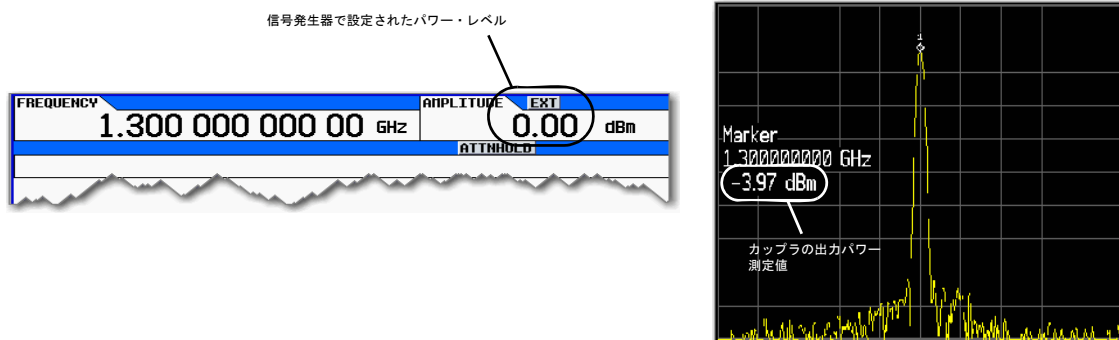 信号発生器で設定されたパワー・レベル
FREQUENCY
1.300 000 000 00 GHz
AMPLITUDE EXT
0.00 dBm
ATTNHOLD
1
Marker
1.300000000 GHz
-3.97 dBm
カップラの出力パワー
測定値